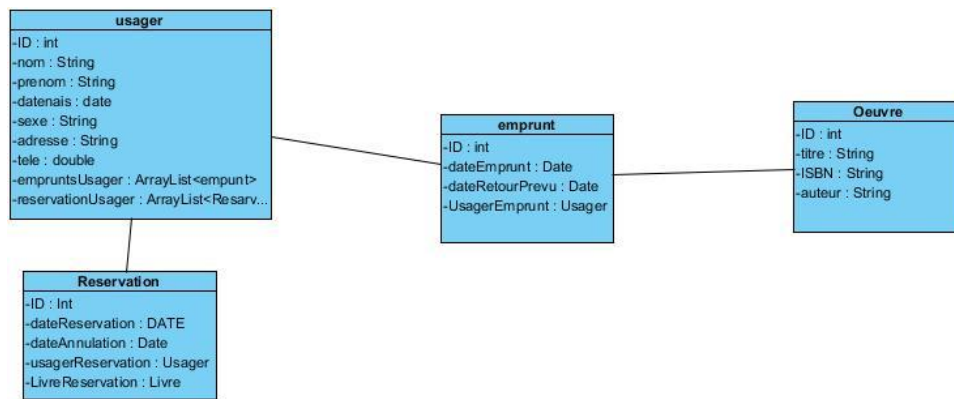 usager
-ID : int
-nom : String
-prenom : String
-datenais : date
-sexe : String
-adresse : String
-tele : double
-empruntsUsager : ArrayList<empunt>
-reservationUsager : ArrayList<Resarv...
emprunt
-ID : int
-dateEmprunt : Date
-dateRetourPrevu : Date
-UsagerEmprunt : Usager
Oeuvre
-ID : int
-titre : String
-ISBN : String
-auteur : String
Reservation
-ID : Int
-dateReservation : DATE
-dateAnnulation : Date
-usagerReservation : Usager
-LivreReservation : Livre